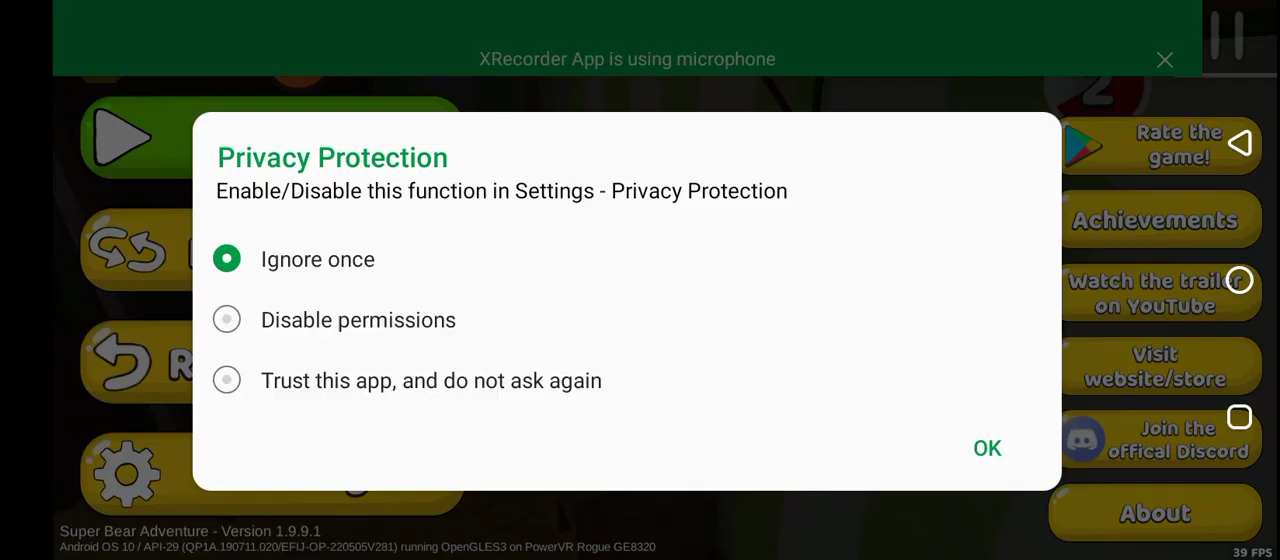 XRecorder App is using microphone
2
Privacy Protection
Enable/Disable this function in Settings - Privacy Protection
Ignore once
Disable permissions
Trust this app, and do not ask again
OK
R
Rate the
game!
Achievements
Watch the trailer
on YouTube
Visit
website/store
Join the
offical Discord
About
Super Bear Adventure - Version 1.9.9.1
Android OS 10 / API-29 (QP1A.190711.020/EFIJ-OP-220505V281) running OpenGLES3 on PowerVR Rogue GE8320
39 FPS